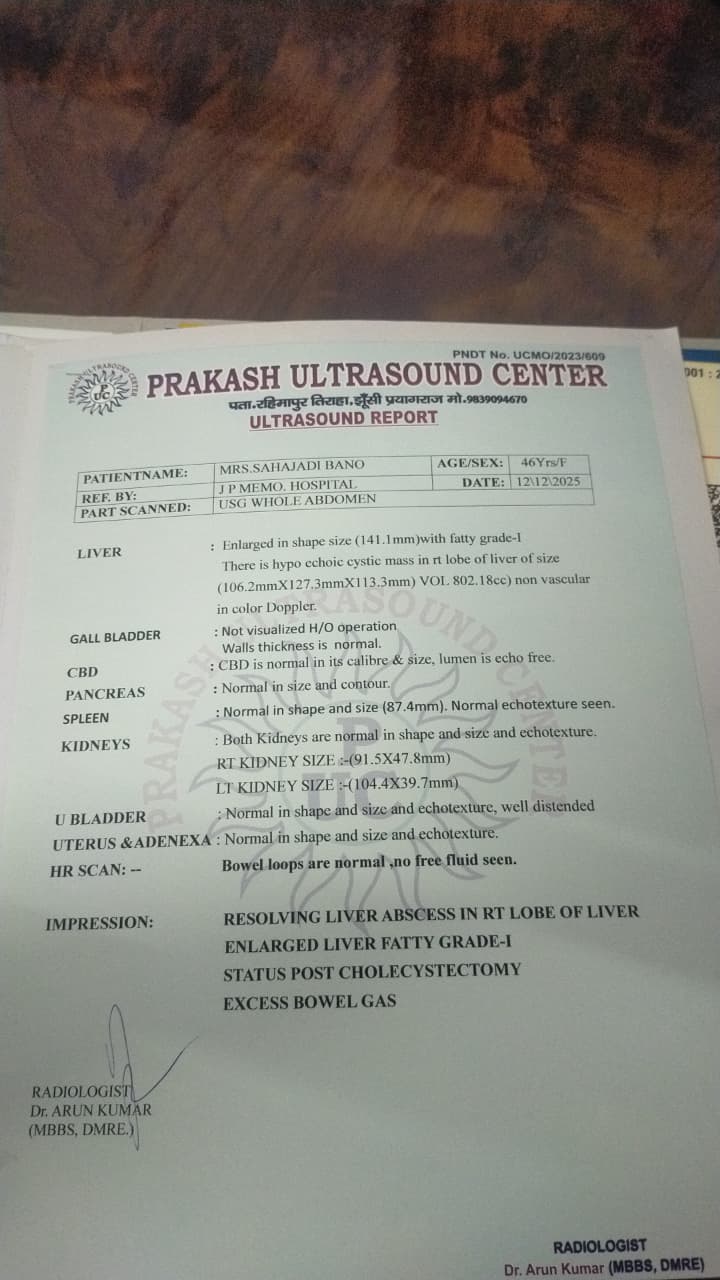 PNDT No. UCMO/2023/609
PRAKASH ULTRASOUND CENTER
PUC
PRAKASH ULTRASOUND CENTER
पता.रहिमापुर तिराहा,झूँसी प्रयागराज मो.9839094670
ULTRASOUND REPORT
PATIENTNAME: MRS.SAHAJADI BANO AGE/SEX: 46Yrs/F
REF. BY: J P MEMO. HOSPITAL DATE: 12\12\2025
PART SCANNED: USG WHOLE ABDOMEN
LIVER : Enlarged in shape size (141.1mm)with fatty grade-I
There is hypo echoic cystic mass in rt lobe of liver of size
(106.2mmX127.3mmX113.3mm) VOL 802.18cc) non vascular
in color Doppler.
GALL BLADDER : Not visualized H/O operation
Walls thickness is normal.
CBD : CBD is normal in its calibre & size, lumen is echo free.
PANCREAS : Normal in size and contour.
SPLEEN : Normal in shape and size (87.4mm). Normal echotexture seen.
KIDNEYS : Both Kidneys are normal in shape and size and echotexture.
RT KIDNEY SIZE :-(91.5X47.8mm)
LT KIDNEY SIZE :-(104.4X39.7mm)
U BLADDER : Normal in shape and size and echotexture, well distended
UTERUS &ADENEXA : Normal in shape and size and echotexture.
HR SCAN: -- Bowel loops are normal ,no free fluid seen.
IMPRESSION: RESOLVING LIVER ABSCESS IN RT LOBE OF LIVER
ENLARGED LIVER FATTY GRADE-I
STATUS POST CHOLECYSTECTOMY
EXCESS BOWEL GAS
PRAKASH ULTRASOUND CENTER
PUC
RADIOLOGIST
Dr. ARUN KUMAR
(MBBS, DMRE.)
RADIOLOGIST
Dr. Arun Kumar (MBBS, DMRE)